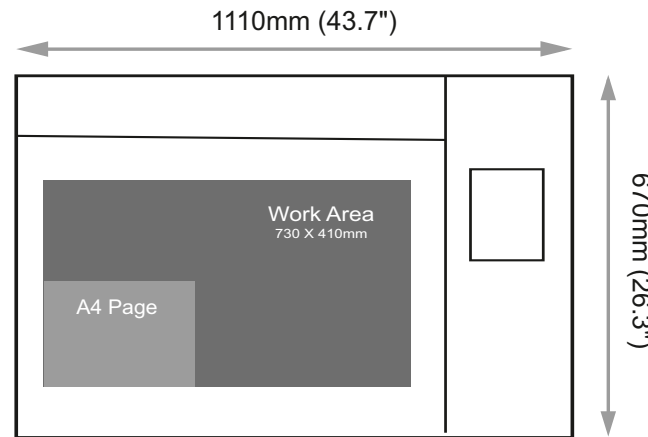 1110mm (43.7")
Work Area
730 X 410mm
A4 Page
670mm (26.3")